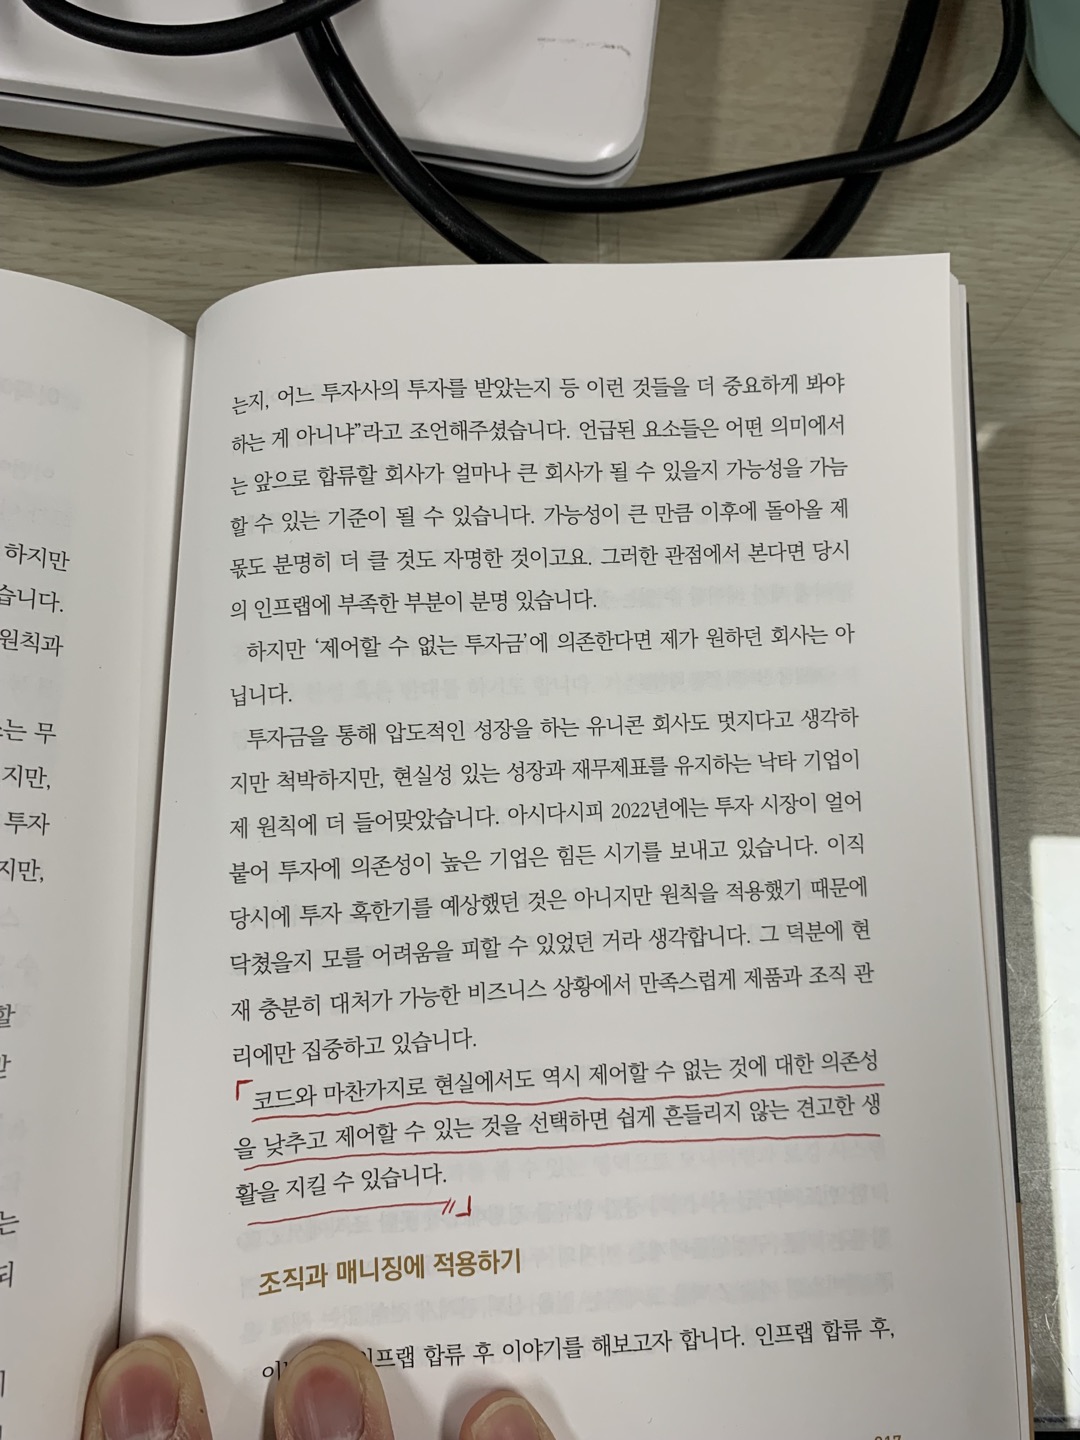 하지만
습니다.
원칙과
는 무
지만,
투자
지만,
는지, 어느 투자사의 투자를 받았는지 등 이런 것들을 더 중요하게 봐야
하는 게 아니냐”라고 조언해주셨습니다. 언급된 요소들은 어떤 의미에서
는 앞으로 합류할 회사가 얼마나 큰 회사가 될 수 있을지 가능성을 가늠
할 수 있는 기준이 될 수 있습니다. 가능성이 큰 만큼 이후에 돌아올 제
몫도 분명히 더 클 것도 자명한 것이고요. 그러한 관점에서 본다면 당시
의 인프랩에 부족한 부분이 분명 있습니다.
하지만 ‘제어할 수 없는 투자금’에 의존한다면 제가 원하던 회사는 아
닙니다.
투자금을 통해 압도적인 성장을 하는 유니콘 회사도 멋지다고 생각하
지만 척박하지만, 현실성 있는 성장과 재무제표를 유지하는 낙타 기업이
제 원칙에 더 들어맞았습니다. 아시다시피 2022년에는 투자 시장이 얼어
붙어 투자에 의존성이 높은 기업은 힘든 시기를 보내고 있습니다. 이직
당시에 투자 혹한기를 예상했던 것은 아니지만 원칙을 적용했기 때문에
닥쳤을지 모를 어려움을 피할 수 있었던 거라 생각합니다. 그 덕분에 현
재 충분히 대처가 가능한 비즈니스 상황에서 만족스럽게 제품과 조직 관
리에만 집중하고 있습니다.
「코드와 마찬가지로 현실에서도 역시 제어할 수 없는 것에 대한 의존성
을 낮추고 제어할 수 있는 것을 선택하면 쉽게 흔들리지 않는 견고한 생
활을 지킬 수 있습니다.」
조직과 매니징에 적용하기
인프랩 합류 후 이야기를 해보고자 합니다. 인프랩 합류 후,